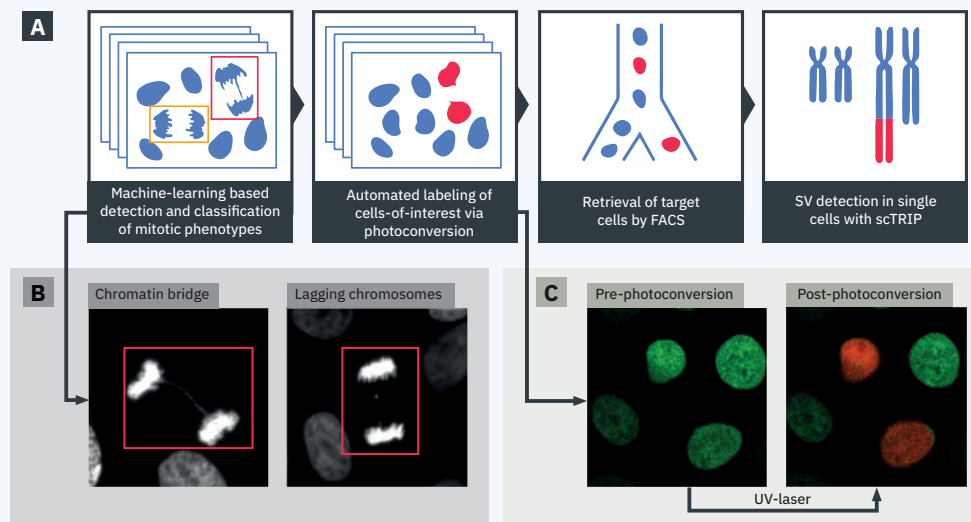 A
Machine-learning based
detection and classification
of mitotic phenotypes
Automated labeling of
cells-of-interest via
photoconversion
Retrieval of target
cells by FACS
SV detection in single
cells with scTRIP
B
Chromatin bridge
Lagging chromosomes
C
Pre-photoconversion
Post-photoconversion
UV-laser